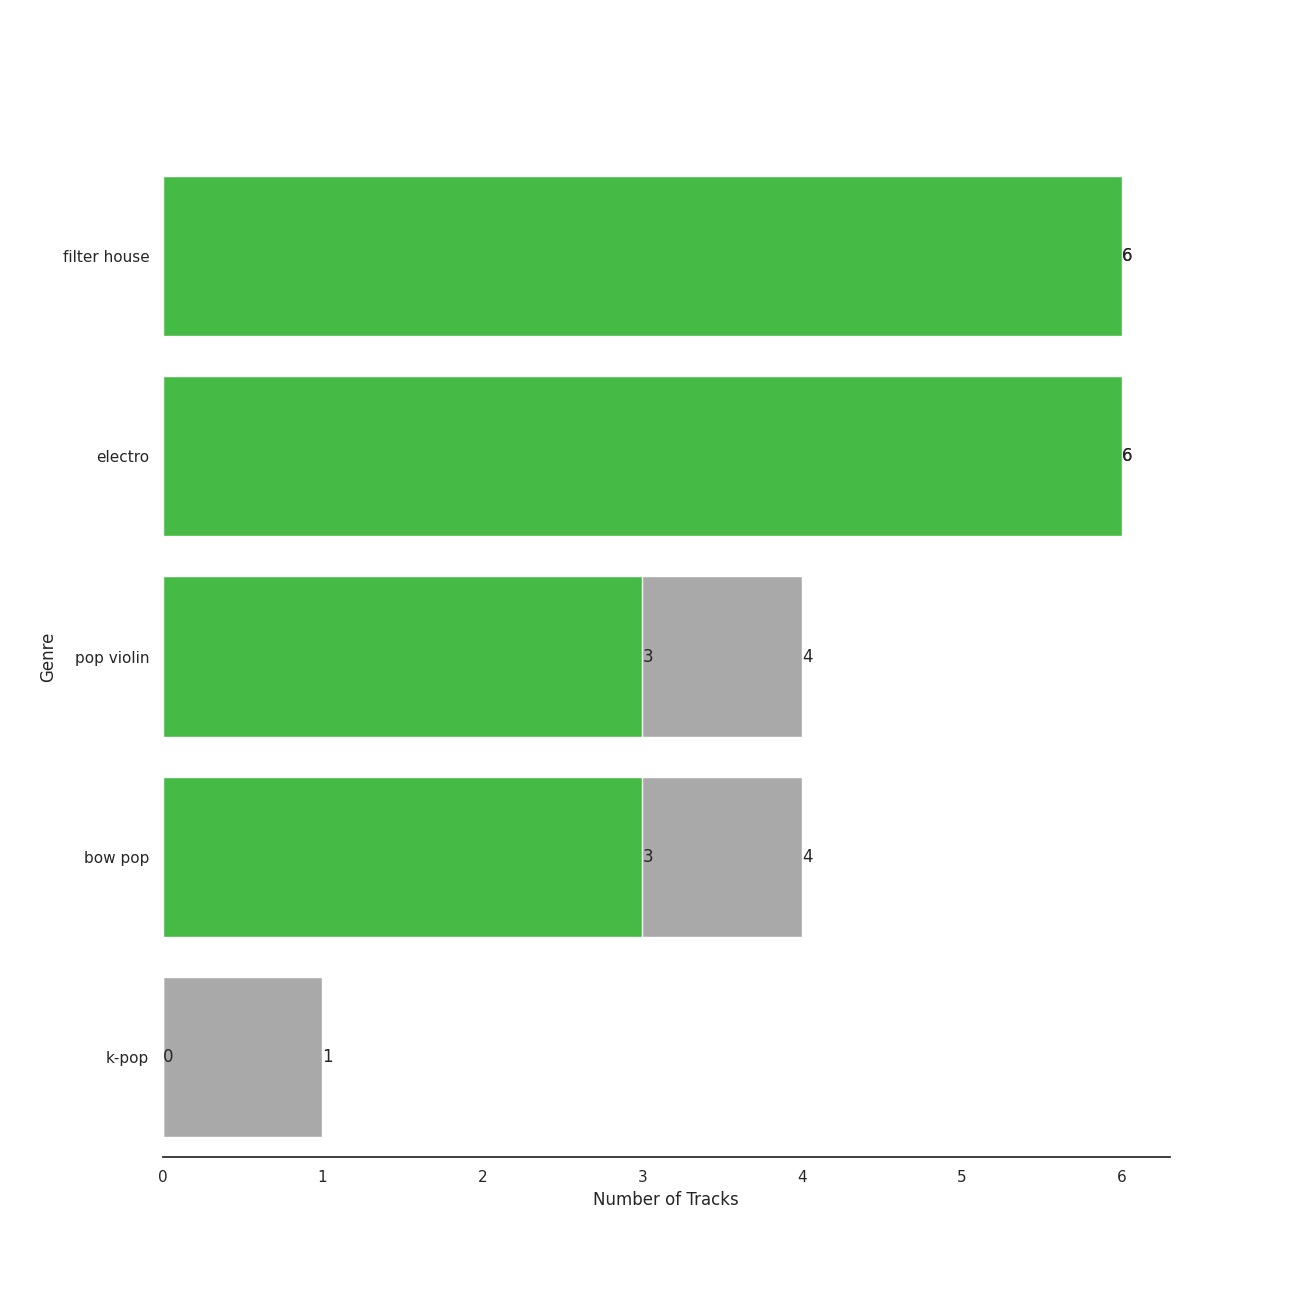 filter house 6
electro 6
Genre
pop violin 3 4
bow pop 3 4
k-pop 0 1
0 1 2 3 4 5 6
Number of Tracks